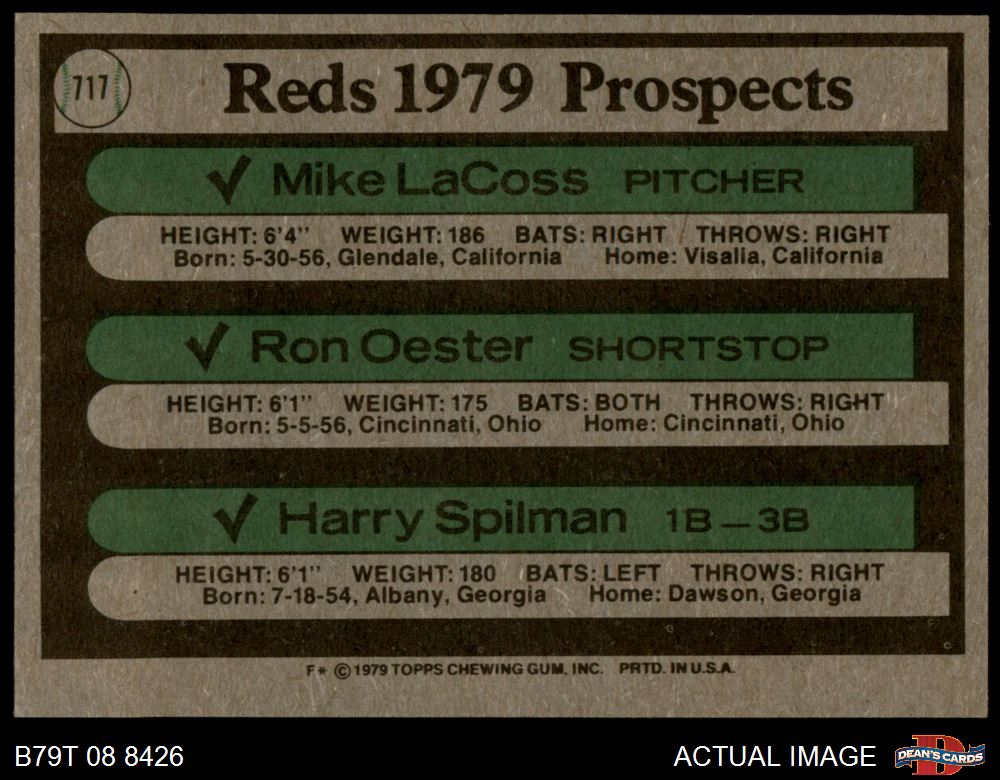 717
Reds 1979 Prospects
✓ Mike LaCoss PITCHER
HEIGHT: 6'4" WEIGHT: 186 BATS: RIGHT THROWS: RIGHT
Born: 5-30-56, Glendale, California Home: Visalia, California
✓ Ron Oester SHORTSTOP
HEIGHT: 6'1" WEIGHT: 175 BATS: BOTH THROWS: RIGHT
Born: 5-5-56, Cincinnati, Ohio Home: Cincinnati, Ohio
✓ Harry Spilman 1B – 3B
HEIGHT: 6'1" WEIGHT: 180 BATS: LEFT THROWS: RIGHT
Born: 7-18-54, Albany, Georgia Home: Dawson, Georgia
F* © 1979 TOPPS CHEWING GUM, INC. PRTD. IN U.S.A.
B79T 08 8426 ACTUAL IMAGE
D
DEAN'S CARDS